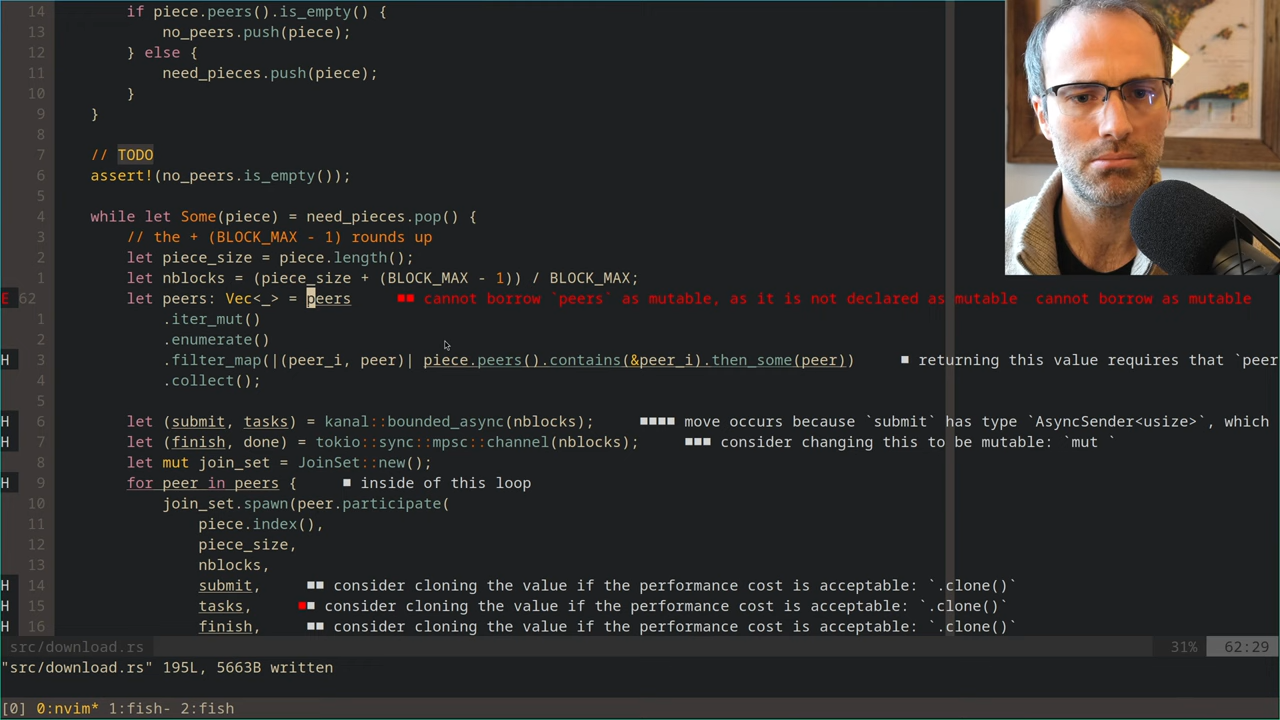 14 if piece.peers().is_empty() {
13 no_peers.push(piece);
12 } else {
11 need_pieces.push(piece);
10 }
9 }
8
7 // TODO
6 assert!(no_peers.is_empty());
5
4 while let Some(piece) = need_pieces.pop() {
3 // the + (BLOCK_MAX - 1) rounds up
2 let piece_size = piece.length();
1 let nblocks = (piece_size + (BLOCK_MAX - 1)) / BLOCK_MAX;
E 62 let peers: Vec<_> = peers ■■ cannot borrow `peers` as mutable, as it is not declared as mutable cannot borrow as mutable
1 .iter_mut()
2 .enumerate()
H 3 .filter_map(|(peer_i, peer)| piece.peers().contains(&peer_i).then_some(peer)) ■ returning this value requires that `peer
4 .collect();
5
H 6 let (submit, tasks) = kanal::bounded_async(nblocks); ■■■■ move occurs because `submit` has type `AsyncSender<usize>`, which
H 7 let (finish, done) = tokio::sync::mpsc::channel(nblocks); ■■■ consider changing this to be mutable: `mut `
8 let mut join_set = JoinSet::new();
H 9 for peer in peers { ■ inside of this loop
10 join_set.spawn(peer.participate(
11 piece.index(),
12 piece_size,
13 nblocks,
H 14 submit, ■■ consider cloning the value if the performance cost is acceptable: `.clone()`
H 15 tasks, ■■ consider cloning the value if the performance cost is acceptable: `.clone()`
H 16 finish, ■■ consider cloning the value if the performance cost is acceptable: `.clone()`
src/download.rs 31% 62:29
"src/download.rs" 195L, 5663B written
[0] 0:nvim* 1:fish- 2:fish